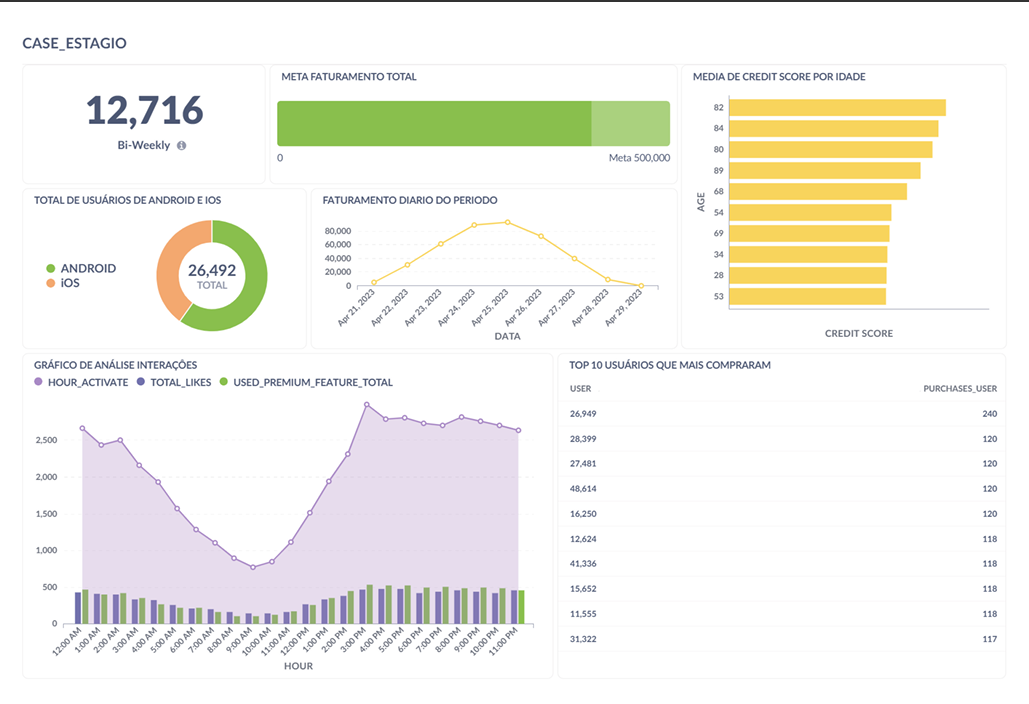 CASE_ESTAGIO
12,716
Bi-Weekly
META FATURAMENTO TOTAL
0
Meta 500,000
MEDIA DE CREDIT SCORE POR IDADE
AGE
82
84
80
89
68
54
69
34
28
53
CREDIT SCORE
TOTAL DE USUÁRIOS DE ANDROID E IOS
ANDROID
iOS
26,492
TOTAL
FATURAMENTO DIARIO DO PERIODO
80,000
60,000
40,000
20,000
0
Apr 21, 2023
Apr 22, 2023
Apr 23, 2023
Apr 24, 2023
Apr 25, 2023
Apr 26, 2023
Apr 27, 2023
Apr 28, 2023
Apr 29, 2023
DATA
GRÁFICO DE ANÁLISE INTERAÇÕES
HOUR_ACTIVATE TOTAL_LIKES USED_PREMIUM_FEATURE_TOTAL
2,500
2,000
1,500
1,000
500
0
12:00 AM
1:00 AM
2:00 AM
3:00 AM
4:00 AM
5:00 AM
6:00 AM
7:00 AM
8:00 AM
9:00 AM
10:00 AM
11:00 AM
12:00 PM
1:00 PM
2:00 PM
3:00 PM
4:00 PM
5:00 PM
6:00 PM
7:00 PM
8:00 PM
9:00 PM
10:00 PM
11:00 PM
HOUR
TOP 10 USUÁRIOS QUE MAIS COMPRARAM
USER PURCHASES_USER
26,949 240
28,399 120
27,481 120
48,614 120
16,250 120
12,624 118
41,336 118
15,652 118
11,555 118
31,322 117